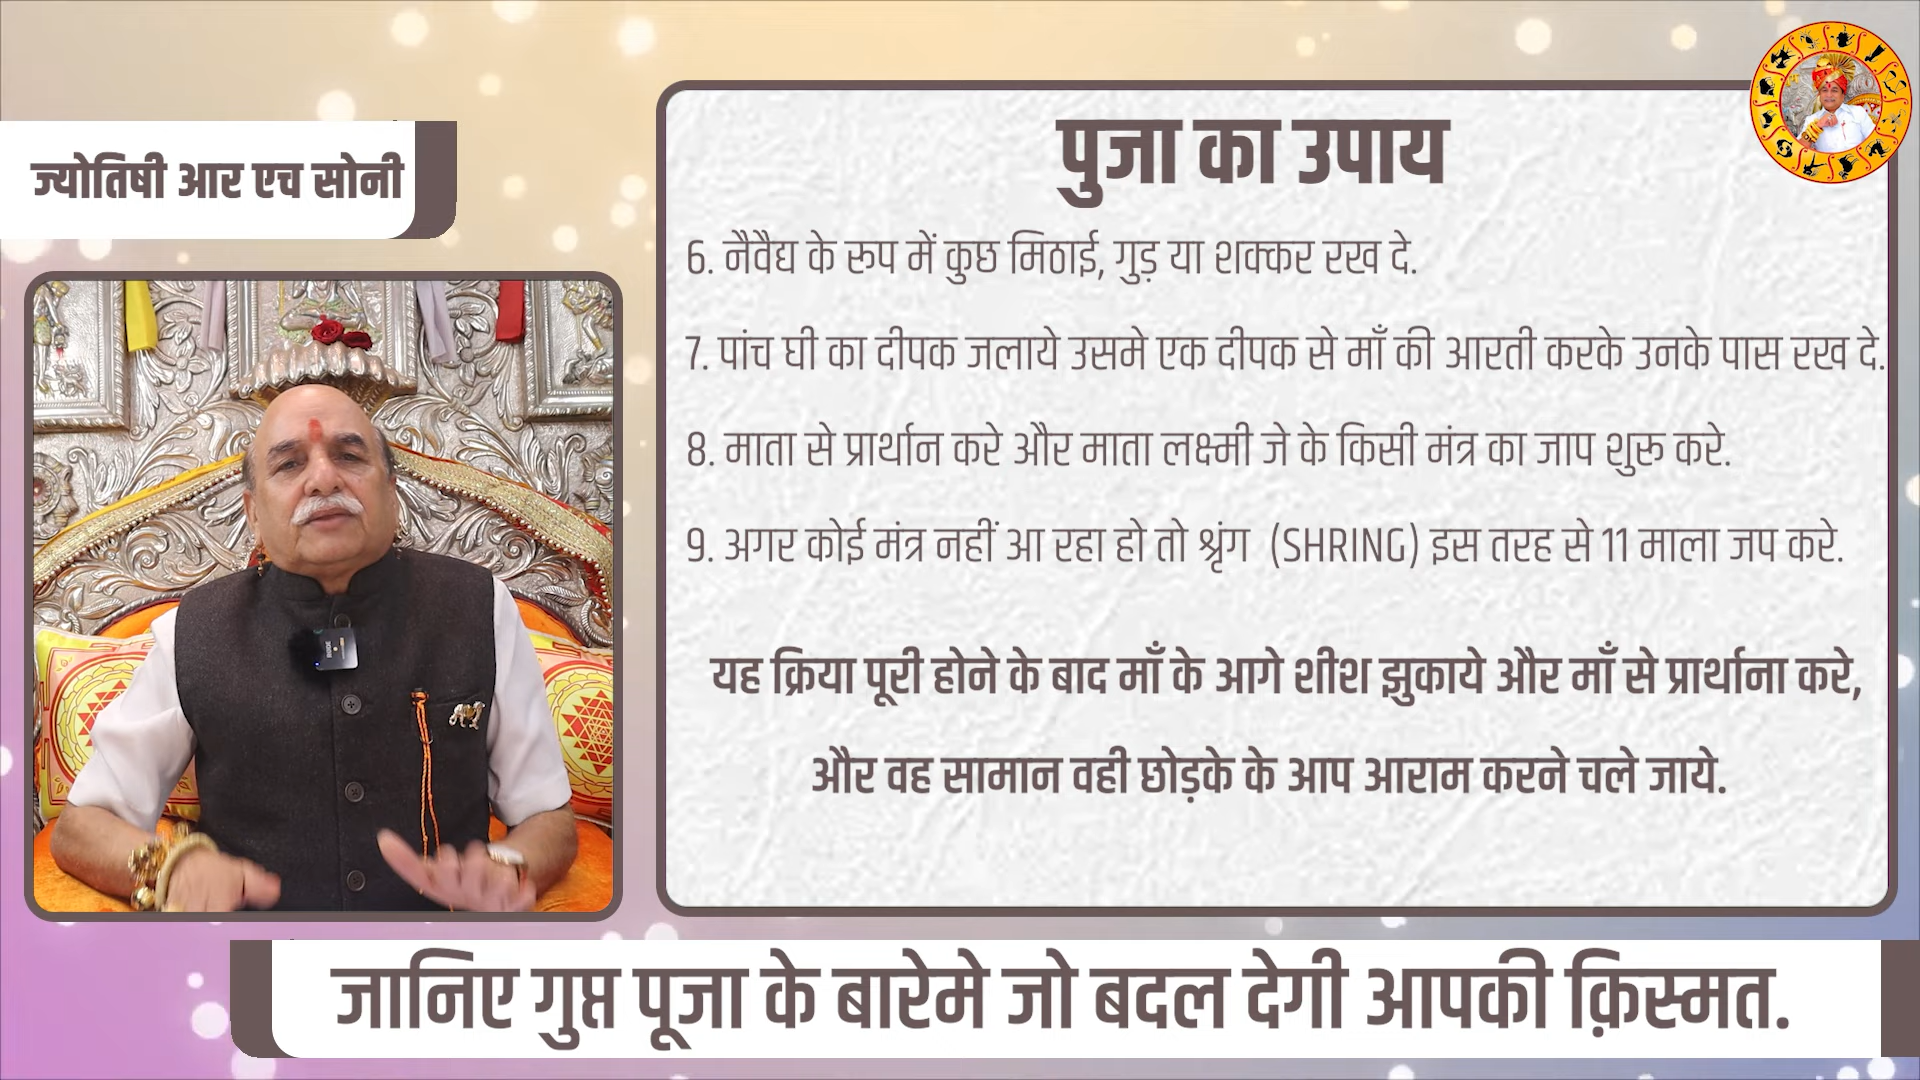 ज्योतिषी आर एच सोनी
पुजा का उपाय
6. नैवैद्य के रूप में कुछ मिठाई, गुड़ या शक्कर रख दे.
7. पांच घी का दीपक जलाये उसमे एक दीपक से माँ की आरती करके उनके पास रख दे.
8. माता से प्रार्थान करे और माता लक्ष्मी जे के किसी मंत्र का जाप शुरू करे.
9. अगर कोई मंत्र नहीं आ रहा हो तो श्रृंग (SHRING) इस तरह से 11 माला जप करे.
यह क्रिया पूरी होने के बाद माँ के आगे शीश झुकाये और माँ से प्रार्थाना करे,
और वह सामान वही छोड़के के आप आराम करने चले जाये.
जानिए गुप्त पूजा के बारेमे जो बदल देगी आपकी क़िस्मत.